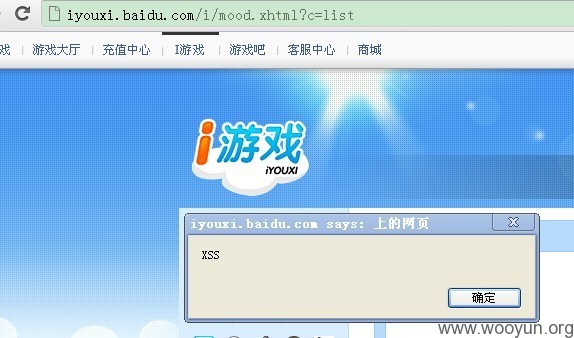 iyouxi.baidu.com/i/mood.xhtml?c=list
戏 | 游戏大厅 | 充值中心 | I游戏 | 游戏吧 | 客服中心 | 商城
i游戏
iYOUXI
iyouxi.baidu.com says: 上的网页
XSS
确定
www.wooyun.org